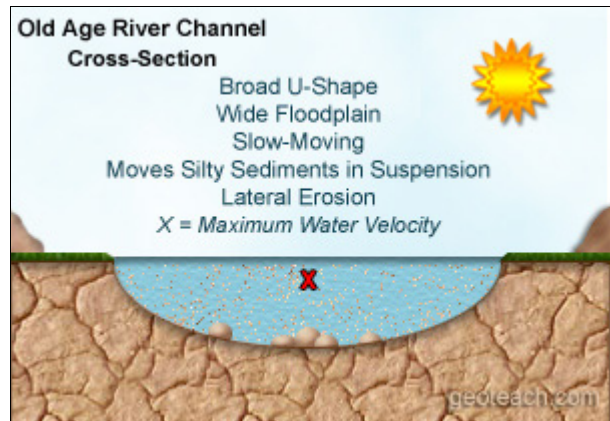 Old Age River Channel
Cross-Section
Broad U-Shape
Wide Floodplain
Slow-Moving
Moves Silty Sediments in Suspension
Lateral Erosion
X = Maximum Water Velocity
X
geoteach.com